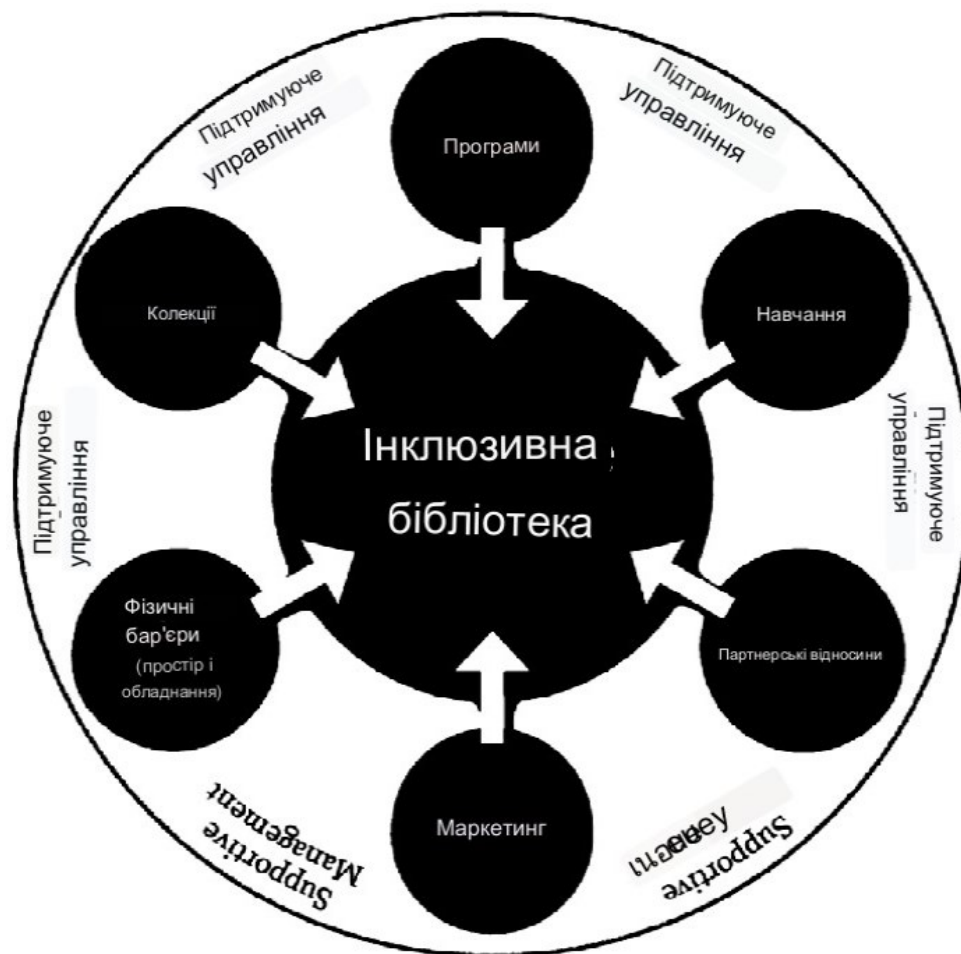 Підтримуюче
управління
Підтримуюче
управління
Програми
Колекції
Навчання
Підтримуюче
управління
Підтримуюче
управління
Інклюзивна
бібліотека
Фізичні
бар'єри
(простір і
обладнання)
Партнерські відносини
Маркетинг
Supportive
Management
Supportive